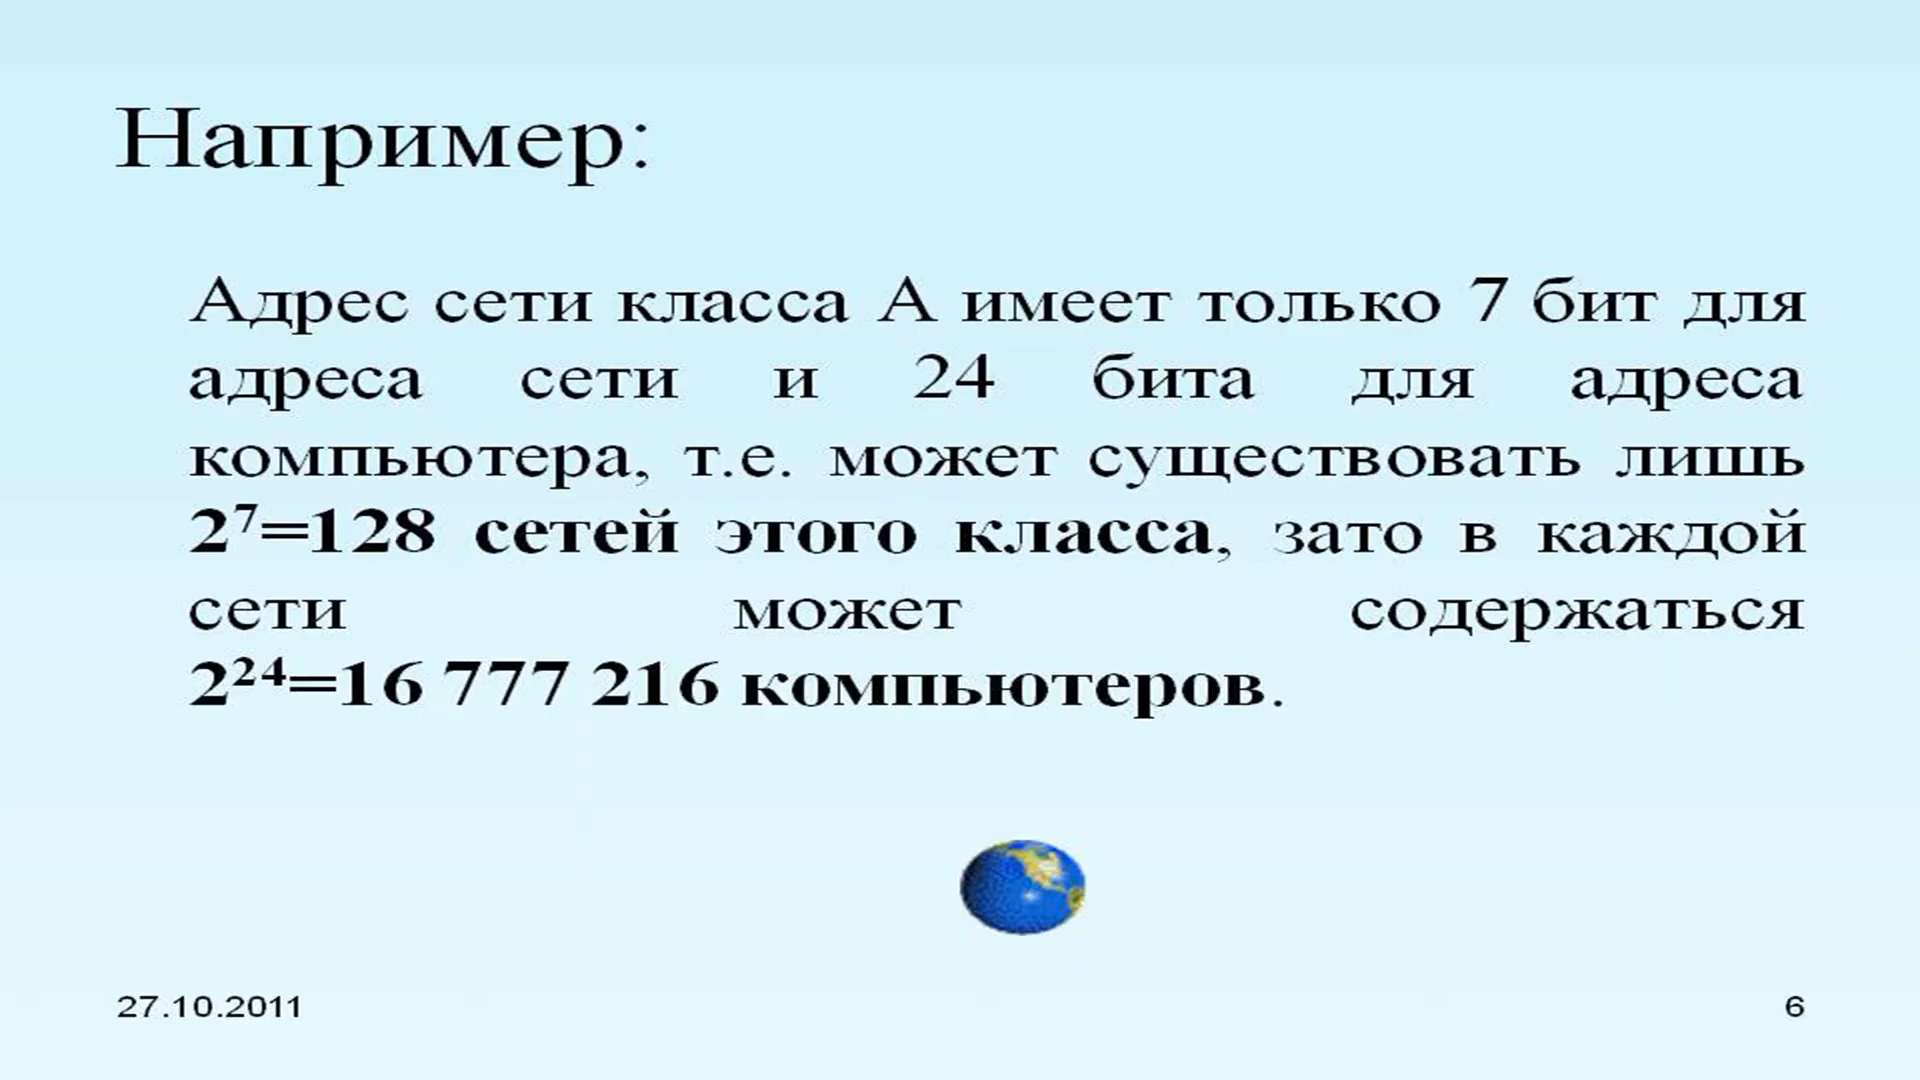 Например:
Адрес сети класса А имеет только 7 бит для
адреса сети и 24 бита для адреса
компьютера, т.е. может существовать лишь
2⁷=128 сетей этого класса, зато в каждой
сети может содержаться
2²⁴=16 777 216 компьютеров.
27.10.2011
6